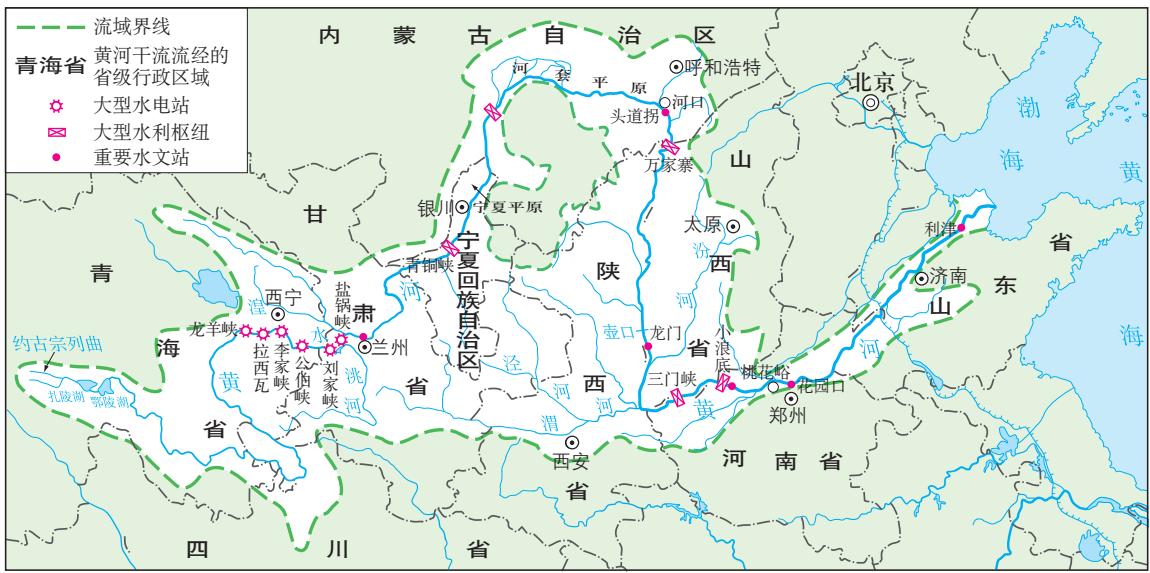 流域界线
青海省 黄河干流流经的
省级行政区域
大型水电站
大型水利枢纽
重要水文站
内蒙古自治区
河套平原
呼和浩特
河口
头道拐
万家寨
北京
渤海
黄海
山西省
太原
汾河
甘肃省
银川
宁夏平原
宁夏回族自治区
青铜峡
陕西省
青海省
西宁
湟水
龙羊峡
拉西瓦
李家峡
公伯峡
刘家峡
盐锅峡
兰州
洮河
黄河
约古宗列曲
扎陵湖
鄂陵湖
泾河
渭河
西安
壶口
龙门
三门峡
小浪底
桃花峪
花园口
郑州
黄河
利津
济南
山东省
河南省
四川省